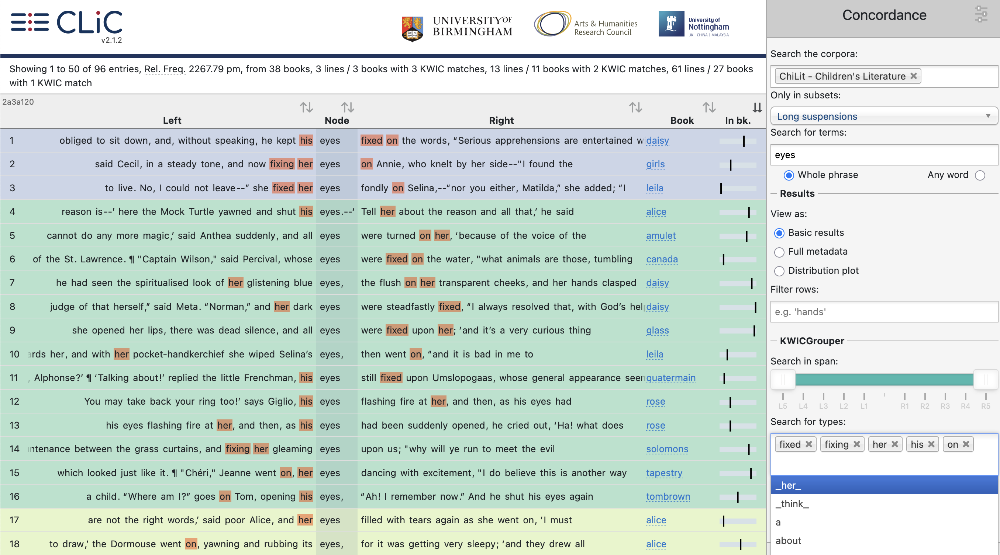 CLiC
v2.1.2
UNIVERSITY OF
BIRMINGHAM
Arts & Humanities
Research Council
University of
Nottingham
UK | CHINA | MALAYSIA
Showing 1 to 50 of 96 entries, Rel. Freq. 2267.79 pm, from 38 books, 3 lines / 3 books with 3 KWIC matches, 13 lines / 11 books with 2 KWIC matches, 61 lines / 27 books
with 1 KWIC match
2a3a120
Left Node Right Book In bk.
1 obliged to sit down, and, without speaking, he kept his eyes fixed on the words, “Serious apprehensions are entertained wi daisy
2 said Cecil, in a steady tone, and now fixing her eyes on Annie, who knelt by her side--"I found the girls
3 to live. No, I could not leave--” she fixed her eyes fondly on Selina,--“nor you either, Matilda,” she added; “I leila
4 reason is--’ here the Mock Turtle yawned and shut his eyes.--‘ Tell her about the reason and all that,’ he said alice
5 cannot do any more magic,’ said Anthea suddenly, and all eyes were turned on her, ‘because of the voice of the amulet
6 of the St. Lawrence. ¶ "Captain Wilson," said Percival, whose eyes were fixed on the water, "what animals are those, tumbling canada
7 he had seen the spiritualised look of her glistening blue eyes, the flush on her transparent cheeks, and her hands clasped daisy
8 judge of that herself,” said Meta. “Norman,” and her dark eyes were steadfastly fixed, “I always resolved that, with God’s help daisy
9 she opened her lips, there was dead silence, and all eyes were fixed upon her; ‘and it’s a very curious thing glass
10 ards her, and with her pocket-handkerchief she wiped Selina’s eyes, then went on, “and it is bad in me to leila
11 , Alphonse?’ ¶ ‘Talking about!’ replied the little Frenchman, his eyes still fixed upon Umslopogaas, whose general appearance seem quatermain
12 You may take back your ring too!’ says Giglio, his eyes flashing fire at her, and then, as his eyes had rose
13 his eyes flashing fire at her, and then, as his eyes had been suddenly opened, he cried out, ‘Ha! what does rose
14 ntenance between the grass curtains, and fixing her gleaming eyes upon us; "why will ye run to meet the evil solomons
15 which looked just like it. ¶ "Chéri," Jeanne went on, her eyes dancing with excitement, "I do believe this is another way tapestry
16 a child. “Where am I?” goes on Tom, opening his eyes, “Ah! I remember now.” And he shut his eyes again tombrown
17 are not the right words,’ said poor Alice, and her eyes filled with tears again as she went on, ‘I must alice
18 to draw,’ the Dormouse went on, yawning and rubbing its eyes, for it was getting very sleepy; ‘and they drew all alice
Concordance
Search the corpora:
ChiLit - Children's Literature ✖
Only in subsets:
Long suspensions
Search for terms:
eyes
Whole phrase Any word
Results
View as:
Basic results
Full metadata
Distribution plot
Filter rows:
e.g. 'hands'
KWICGrouper
Search in span:
L5 L4 L3 L2 L1 R1 R2 R3 R4 R5
Search for types:
fixed ✖ fixing ✖ her ✖ his ✖ on ✖
_her_
_think_
a
about